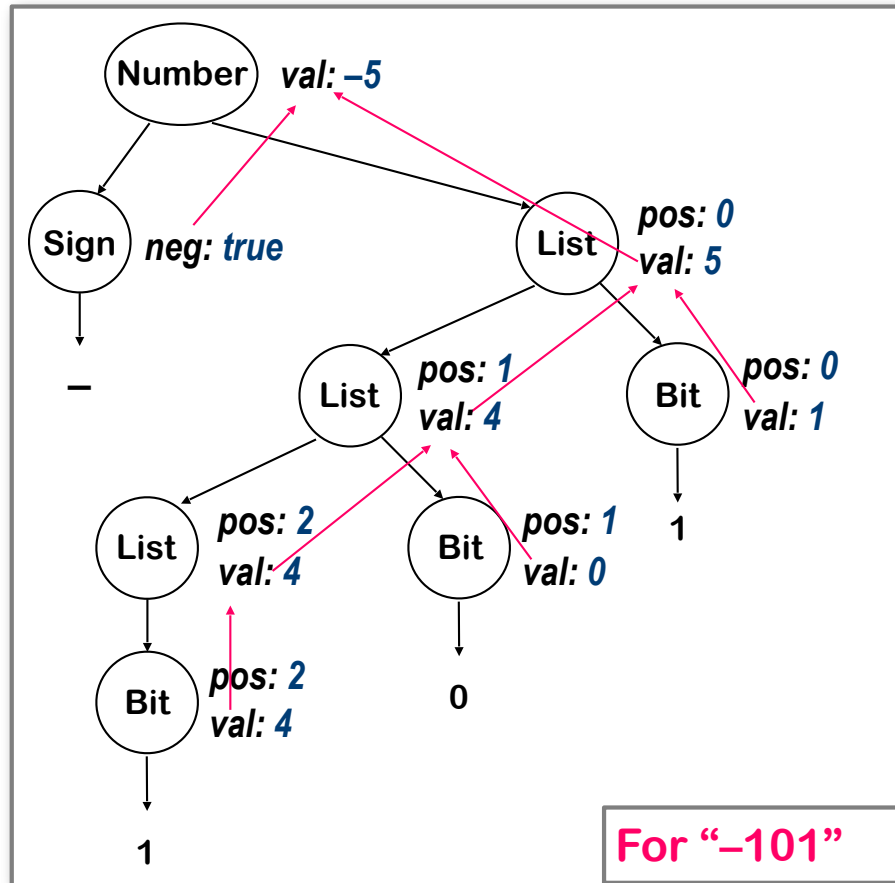 Number val: –5
Sign neg: true
List pos: 0
val: 5
–
List pos: 1
val: 4
Bit pos: 0
val: 1
List pos: 2
val: 4
Bit pos: 1
val: 0
1
Bit pos: 2
val: 4
0
1
For “–101”